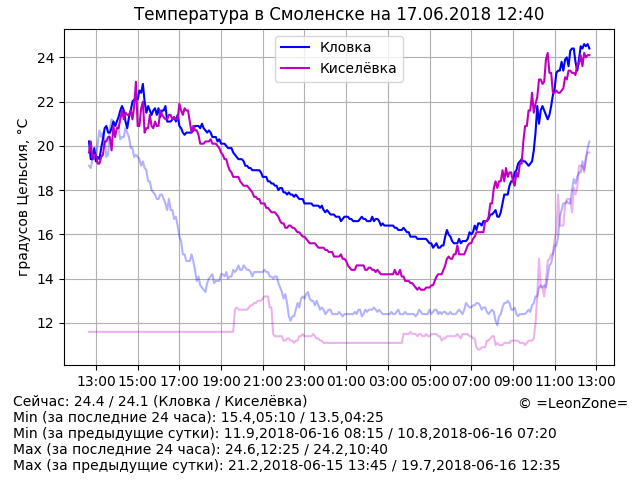 Температура в Смоленске на 17.06.2018 12:40
Кловка
Киселёвка
градусов Цельсия, °C
24
22
20
18
16
14
12
13:00 15:00 17:00 19:00 21:00 23:00 01:00 03:00 05:00 07:00 09:00 11:00 13:00
Сейчас: 24.4 / 24.1 (Кловка / Киселёвка)
© =LeonZone=
Min (за последние 24 часа): 15.4,05:10 / 13.5,04:25
Min (за предыдущие сутки): 11.9,2018-06-16 08:15 / 10.8,2018-06-16 07:20
Max (за последние 24 часа): 24.6,12:25 / 24.2,10:40
Max (за предыдущие сутки): 21.2,2018-06-15 13:45 / 19.7,2018-06-16 12:35